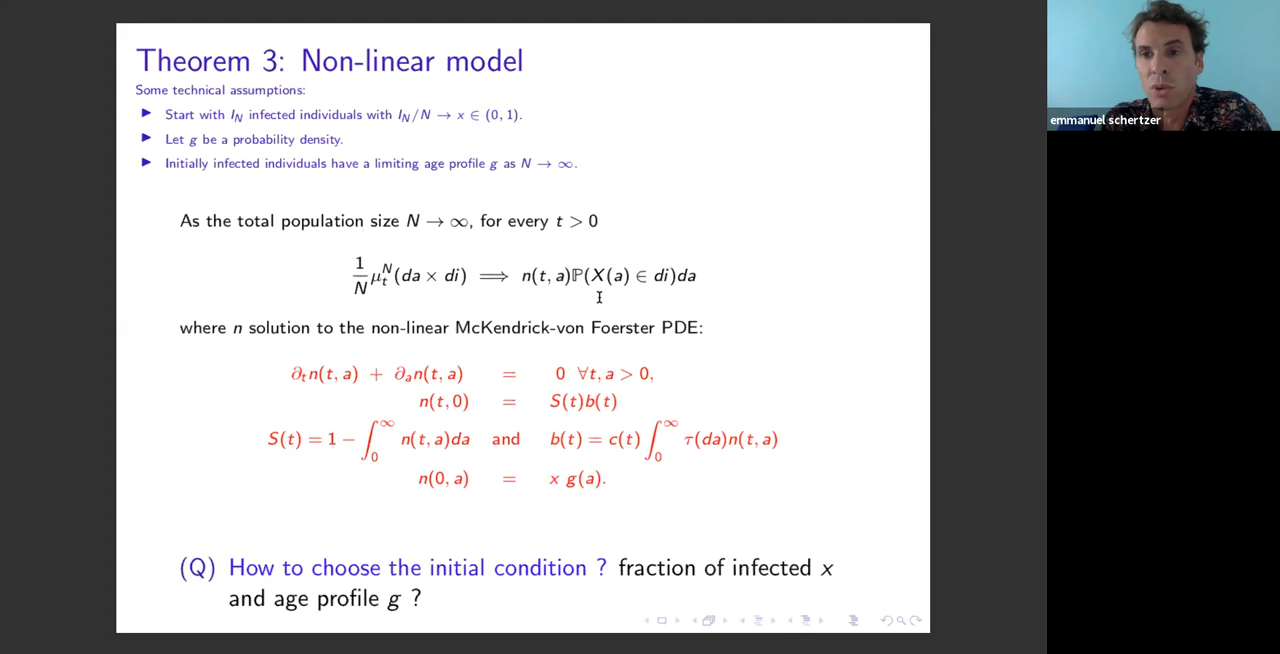 Theorem 3: Non-linear model
Some technical assumptions:
▶ Start with I_N infected individuals with I_N/N → x ∈ (0, 1).
▶ Let g be a probability density.
▶ Initially infected individuals have a limiting age profile g as N → ∞.
As the total population size N → ∞, for every t > 0
1/N μ_t^N(da × di) ⟹ n(t, a)ℙ(X(a) ∈ di)da
where n solution to the non-linear McKendrick-von Foerster PDE:
∂_t n(t, a) + ∂_a n(t, a) = 0 ∀t, a > 0,
n(t, 0) = S(t)b(t)
S(t) = 1 − ∫_0^∞ n(t, a)da and b(t) = c(t) ∫_0^∞ τ(da)n(t, a)
n(0, a) = x g(a).
(Q) How to choose the initial condition ? fraction of infected x
and age profile g ?
emmanuel schertzer